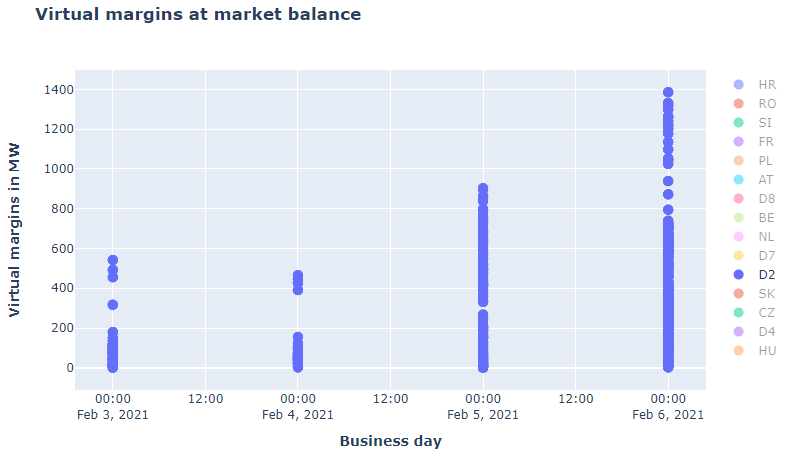 Virtual margins at market balance
Virtual margins in MW
1400
1200
1000
800
600
400
200
0
00:00
Feb 3, 2021
12:00
00:00
Feb 4, 2021
12:00
00:00
Feb 5, 2021
12:00
00:00
Feb 6, 2021
Business day
HR
RO
SI
FR
PL
AT
D8
BE
NL
D7
D2
SK
CZ
D4
HU